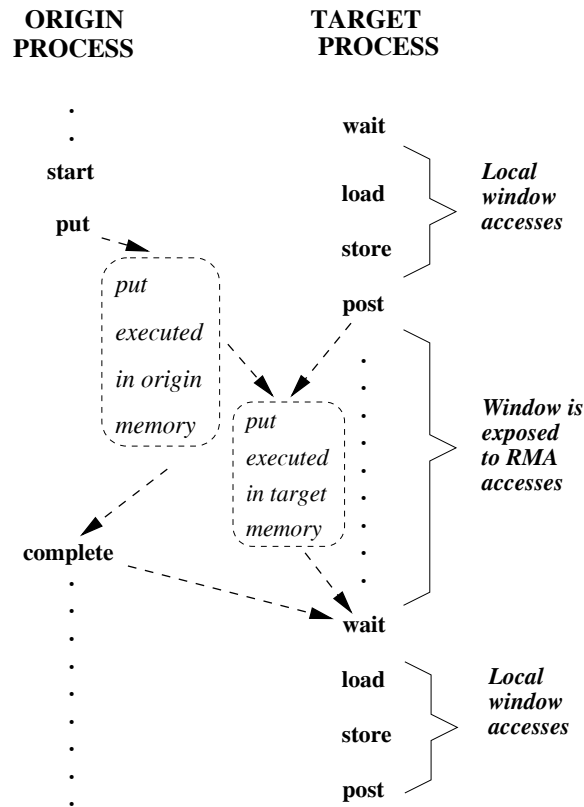 ORIGIN
PROCESS
TARGET
PROCESS
wait
start
load
put
store
Local
window
accesses
put
executed
in origin
memory
post
put
executed
in target
memory
Window is
exposed
to RMA
accesses
complete
wait
load
store
post
Local
window
accesses